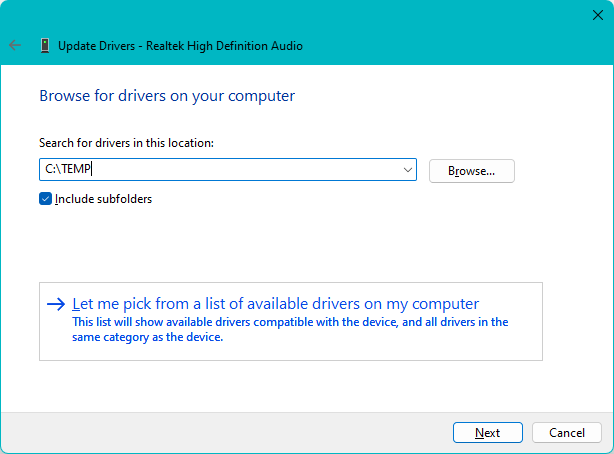 Update Drivers - Realtek High Definition Audio
Browse for drivers on your computer
Search for drivers in this location:
C:\TEMP
Browse...
Include subfolders
Let me pick from a list of available drivers on my computer
This list will show available drivers compatible with the device, and all drivers in the
same category as the device.
Next
Cancel